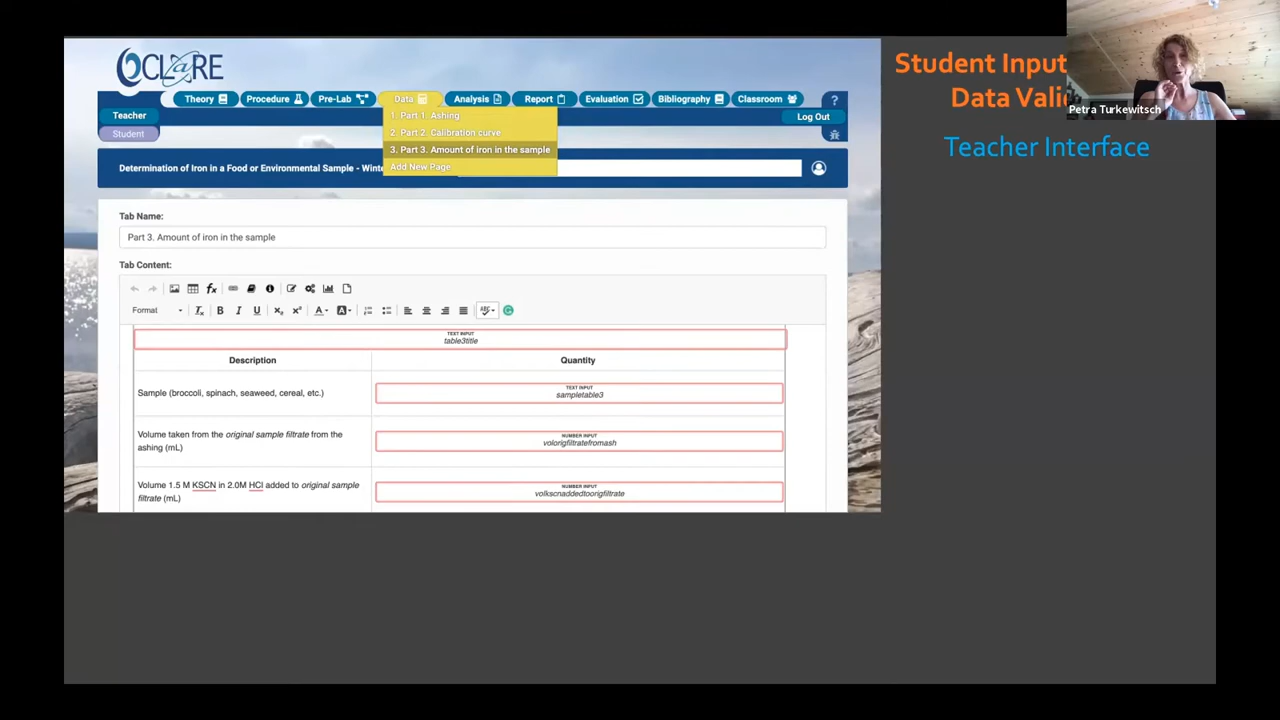 OCLaRE
Theory
Procedure
Pre-Lab
Data
Analysis
Report
Evaluation
Bibliography
Classroom
?
Teacher
Student
Log Out
1. Part 1. Ashing
2. Part 2. Calibration curve
3. Part 3. Amount of iron in the sample
Add New Page
Determination of Iron in a Food or Environmental Sample -
Tab Name:
Part 3. Amount of iron in the sample
Tab Content:
fx
Format
Tx B I U x₂ x² A A ABC
TEXT INPUT
table3title
Description
Quantity
Sample (broccoli, spinach, seaweed, cereal, etc.)
TEXT INPUT
sampletable3
Volume taken from the original sample filtrate from the
ashing (mL)
NUMBER INPUT
volorigfiltratefromash
Volume 1.5 M KSCN in 2.0M HCl added to original sample
filtrate (mL)
NUMBER INPUT
volkscnaddedtoorigfiltrate
Student Input
Data Vali
Teacher Interface
Petra Turkewitsch